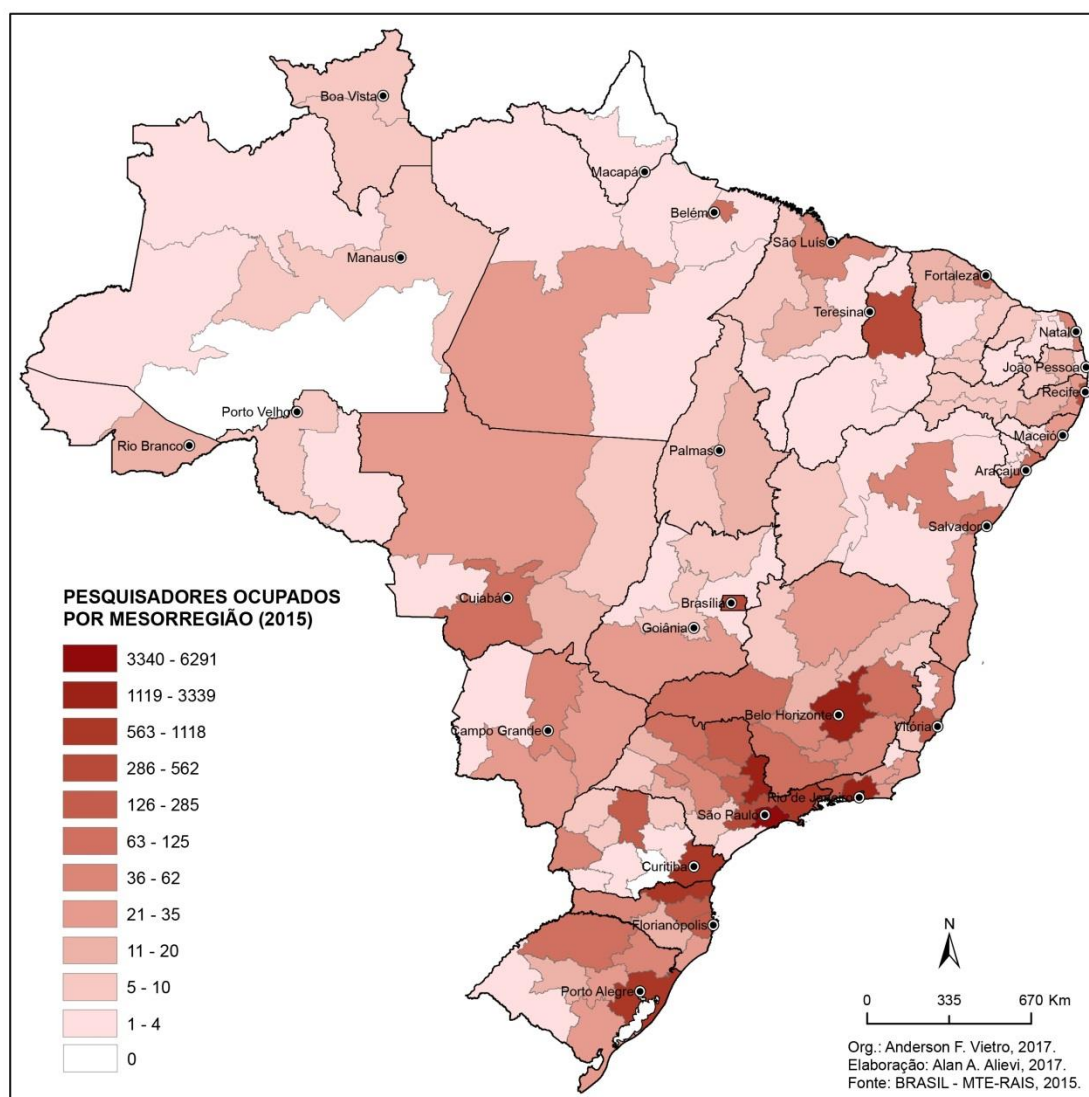 Boa Vista
Macapá
Belém
São Luís
Manaus
Fortaleza
Teresina
Natal
João Pessoa
Recife
Porto Velho
Maceió
Rio Branco
Palmas
Aracaju
Salvador
PESQUISADORES OCUPADOS
POR MESORREGIÃO (2015)
Cuiabá
Brasília
Goiânia
3340 - 6291
1119 - 3339
563 - 1118
286 - 562
126 - 285
63 - 125
36 - 62
21 - 35
11 - 20
5 - 10
1 - 4
0
Belo Horizonte
Vitória
Campo Grande
Rio de Janeiro
São Paulo
Curitiba
Florianópolis
Porto Alegre
N
0 335 670 Km
Org.: Anderson F. Vietro, 2017.
Elaboração: Alan A. Alievi, 2017.
Fonte: BRASIL - MTE-RAIS, 2015.